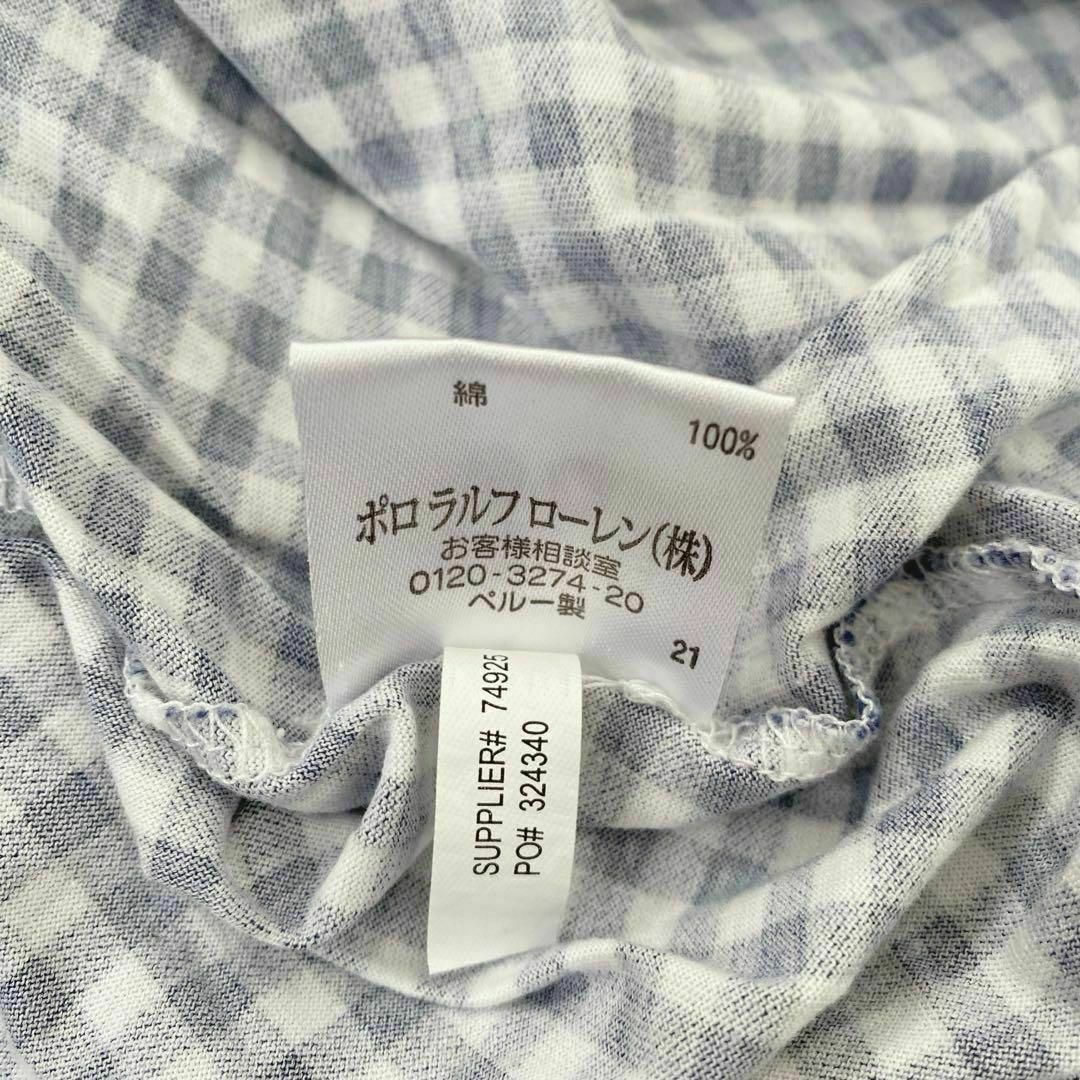 綿 100%
ポロ ラルフ ローレン(株)
お客様相談室
0120-3274-20
ペルー製
21
SUPPLIER# 74925
PO# 324340